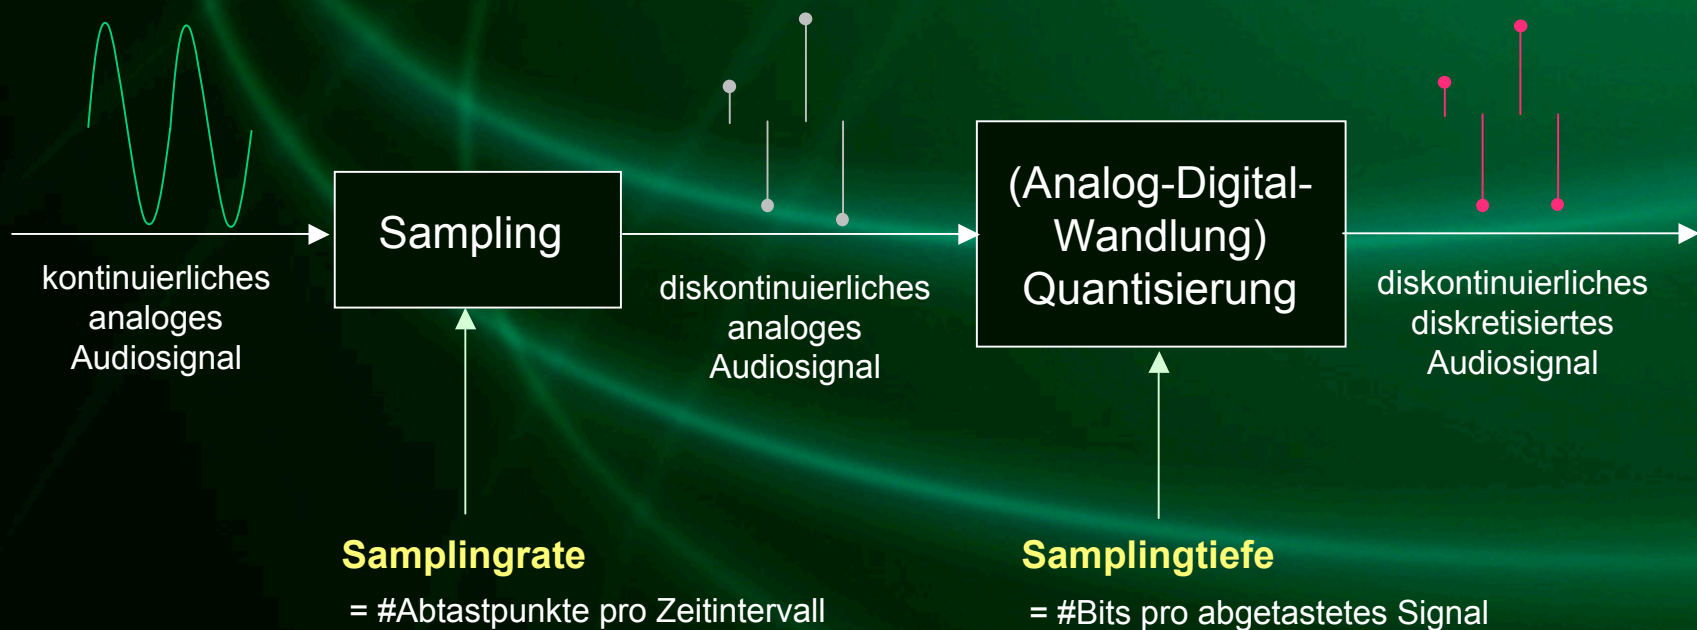 kontinuierliches
analoges
Audiosignal
Sampling
diskontinuierliches
analoges
Audiosignal
(Analog-Digital-
Wandlung)
Quantisierung
diskontinuierliches
diskretisiertes
Audiosignal
Samplingrate
= #Abtastpunkte pro Zeitintervall
Samplingtiefe
= #Bits pro abgetastetes Signal